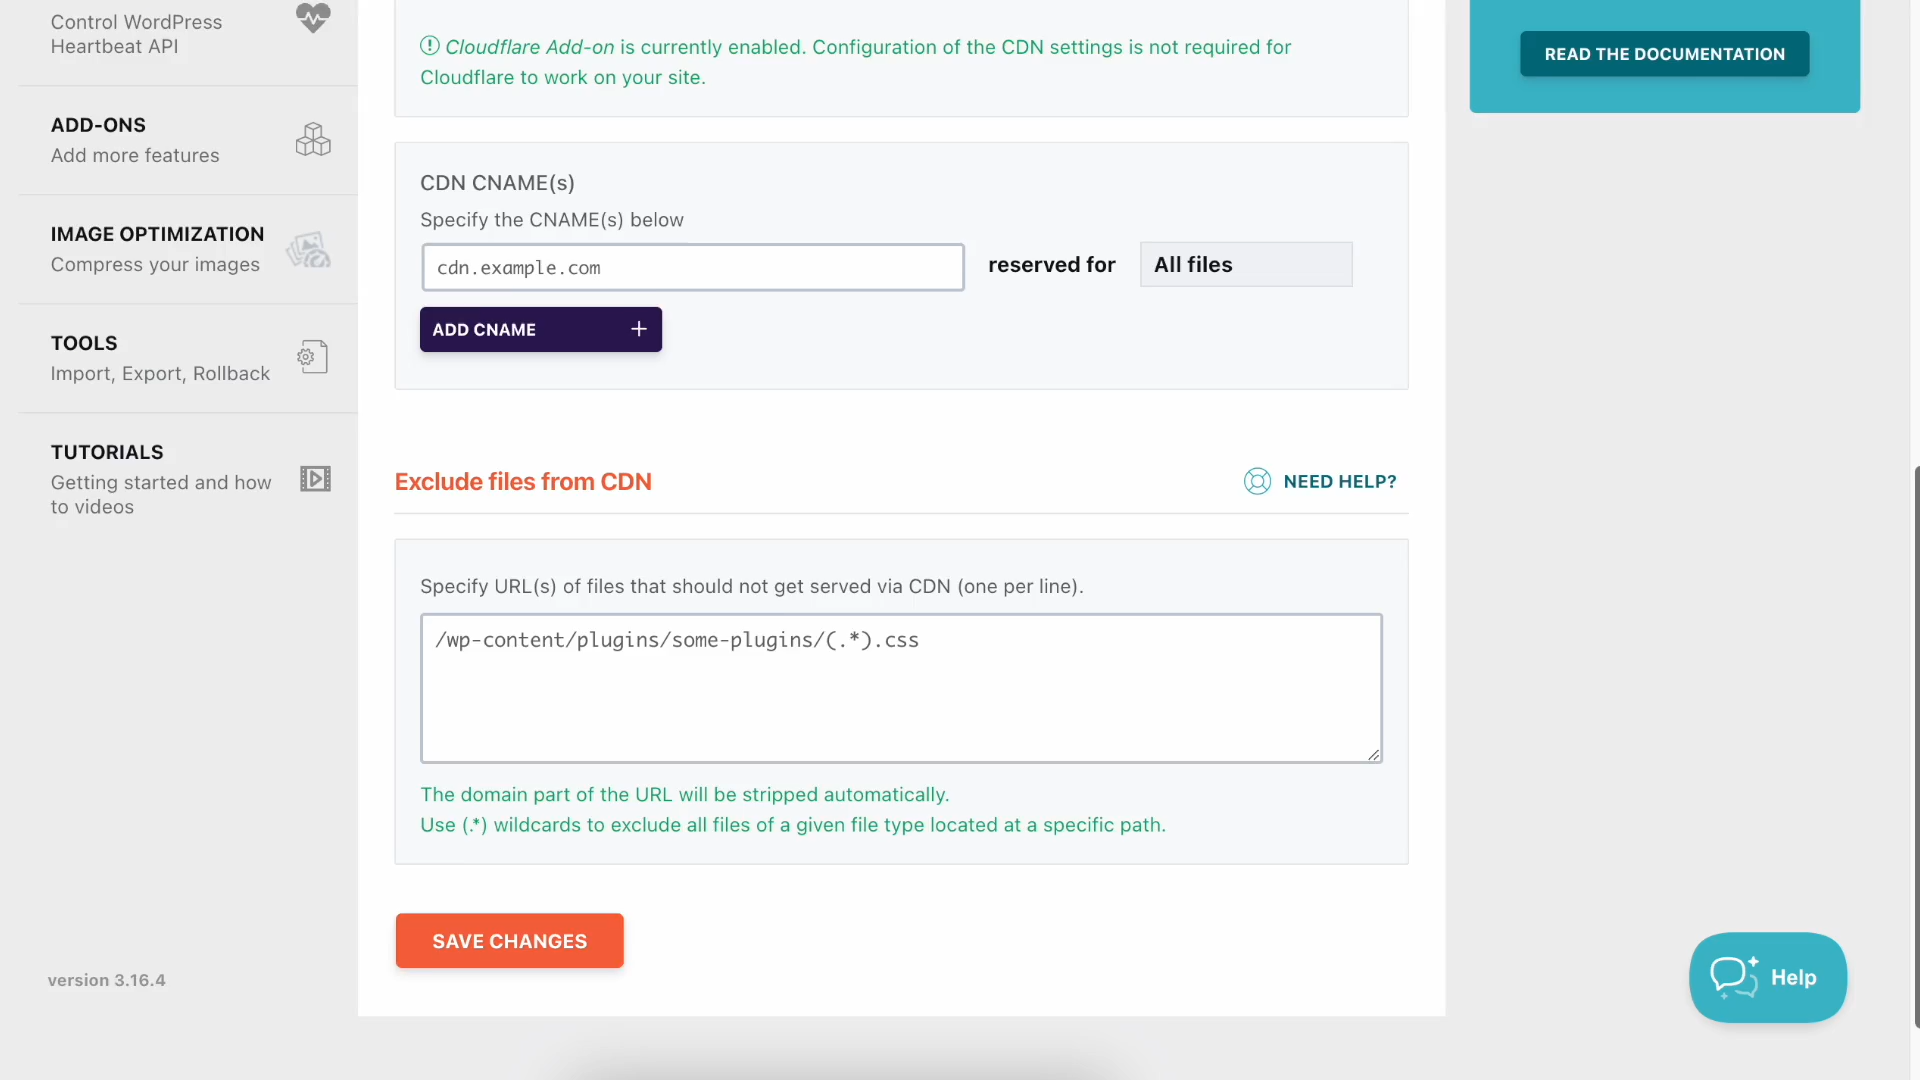 Control WordPress
Heartbeat API
ADD-ONS
Add more features
IMAGE OPTIMIZATION
Compress your images
TOOLS
Import, Export, Rollback
TUTORIALS
Getting started and how
to videos
version 3.16.4
Cloudflare Add-on is currently enabled. Configuration of the CDN settings is not required for
Cloudflare to work on your site.
CDN CNAME(s)
Specify the CNAME(s) below
cdn.example.com reserved for All files
ADD CNAME +
Exclude files from CDN NEED HELP?
Specify URL(s) of files that should not get served via CDN (one per line).
/wp-content/plugins/some-plugins/(.*).css
The domain part of the URL will be stripped automatically.
Use (.*) wildcards to exclude all files of a given file type located at a specific path.
SAVE CHANGES
READ THE DOCUMENTATION
Help